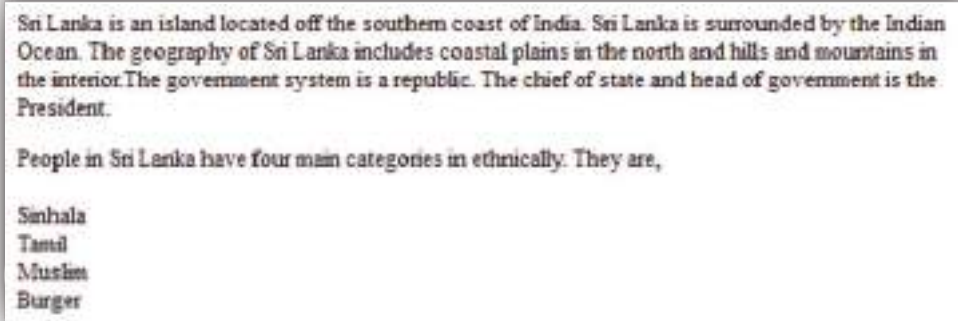 Sri Lanka is an island located off the southern coast of India. Sri Lanka is surrounded by the Indian
Ocean. The geography of Sri Lanka includes coastal plains in the north and hills and mountains in
the interior.The government system is a republic. The chief of state and head of government is the
President.
People in Sri Lanka have four main categories in ethnically. They are,
Sinhala
Tamil
Muslim
Burger